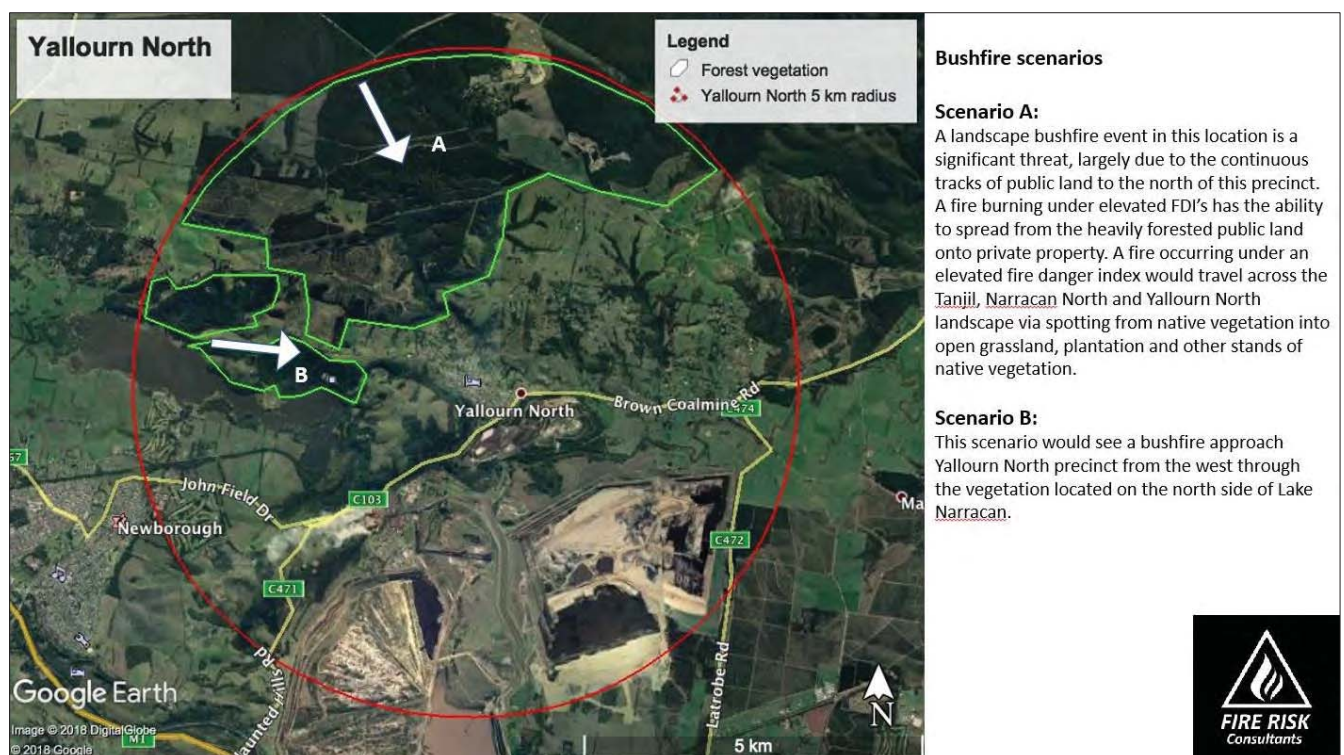 Yallourn North
Legend
Forest vegetation
Yallourn North 5 km radius
A
B
Yallourn North
Brown Coalmine Rd
C474
John Field Dr
C103
Newborough
C472
C471
Latrobe Rd
Ma
N
5 km
Google Earth
Image © 2018 DigitalGlobe
© 2018 Google
M1
Bushfire scenarios
Scenario A:
A landscape bushfire event in this location is a
significant threat, largely due to the continuous
tracks of public land to the north of this precinct.
A fire burning under elevated FDI's has the ability
to spread from the heavily forested public land
onto private property. A fire occurring under an
elevated fire danger index would travel across the
Tanjil, Narracan North and Yallourn North
landscape via spotting from native vegetation into
open grassland, plantation and other stands of
native vegetation.
Scenario B:
This scenario would see a bushfire approach
Yallourn North precinct from the west through
the vegetation located on the north side of Lake
Narracan.
FIRE RISK
Consultants